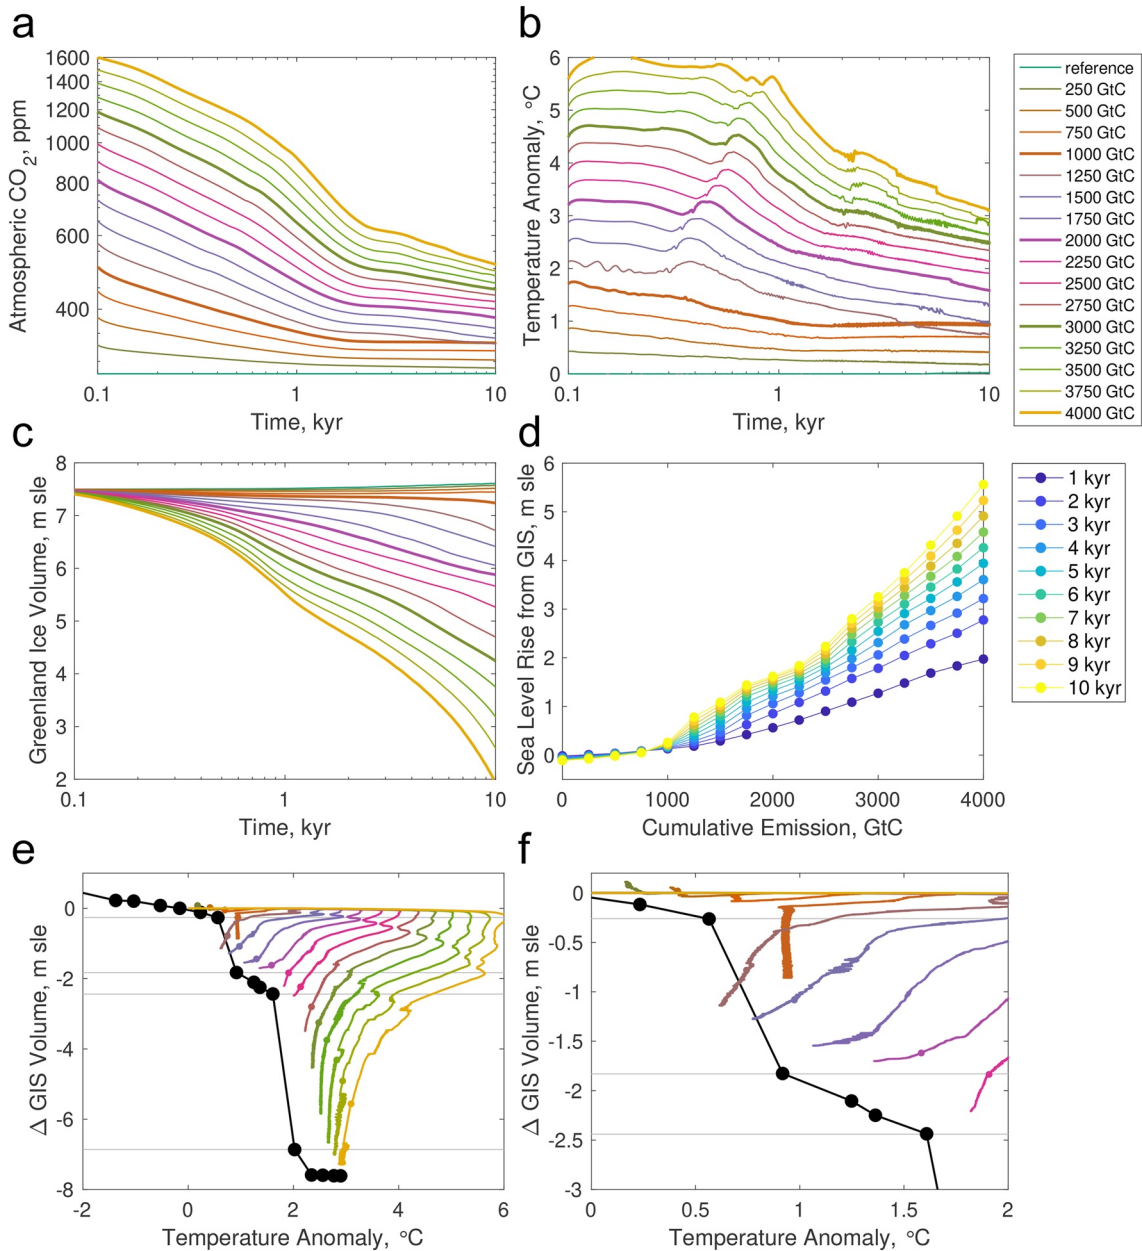 a
1600
1400
1200
1000
800
600
400
0.1
1
10
Atmospheric CO2, ppm
Time, kyr
b
6
5
4
3
2
1
0
0.1
1
10
Temperature Anomaly, °C
Time, kyr
reference
250 GtC
500 GtC
750 GtC
1000 GtC
1250 GtC
1500 GtC
1750 GtC
2000 GtC
2250 GtC
2500 GtC
2750 GtC
3000 GtC
3250 GtC
3500 GtC
3750 GtC
4000 GtC
c
8
7
6
5
4
3
2
0.1
1
10
Greenland Ice Volume, m sle
Time, kyr
d
6
5
4
3
2
1
0
0
1000
2000
3000
4000
Sea Level Rise from GIS, m sle
Cumulative Emission, GtC
1 kyr
2 kyr
3 kyr
4 kyr
5 kyr
6 kyr
7 kyr
8 kyr
9 kyr
10 kyr
e
0
-2
-4
-6
-8
-2
0
2
4
6
Δ GIS Volume, m sle
Temperature Anomaly, °C
f
0
-0.5
-1
-1.5
-2
-2.5
-3
0
0.5
1
1.5
2
Δ GIS Volume, m sle
Temperature Anomaly, °C